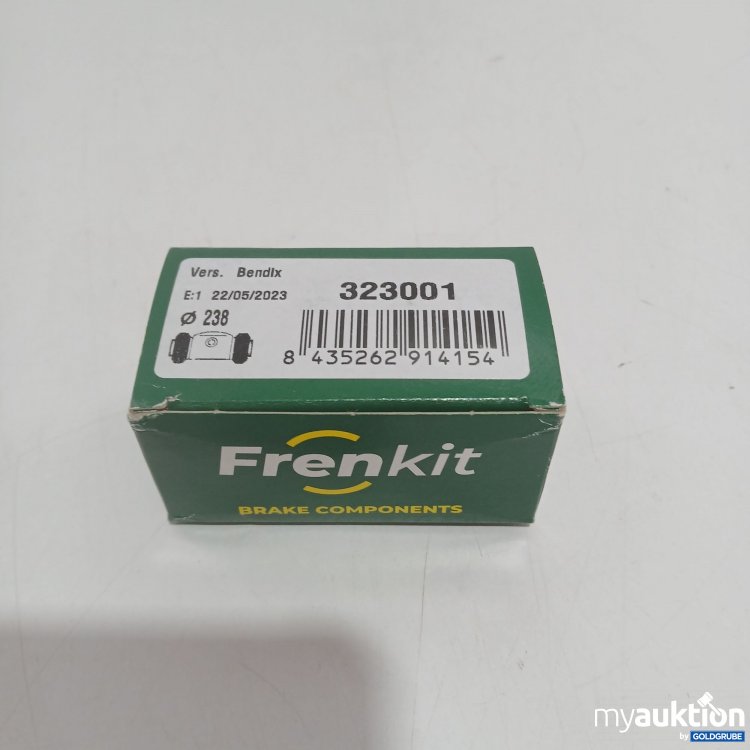 Vers. Bendix
E:1 22/05/2023 323001
Ø 238
8 435262 914154
Frenkit
BRAKE COMPONENTS
myauktion
by GOLDGRUBE